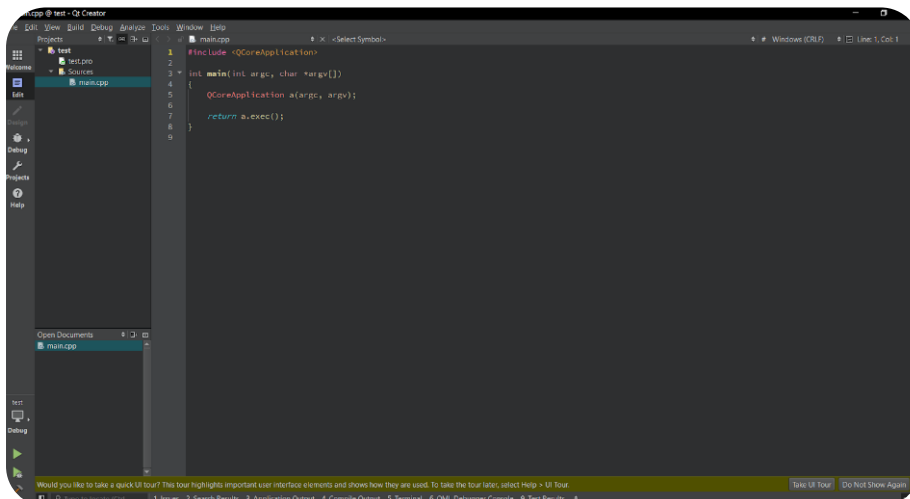 .cpp @ test - Qt Creator
Edit View Build Debug Analyze Tools Window Help
Projects
main.cpp
<Select Symbol>
Windows (CRLF)
Line: 1, Col: 1
Welcome
Edit
Design
Debug
Projects
Help
test
test.pro
Sources
main.cpp
1 #include <QCoreApplication>
2
3 int main(int argc, char *argv[])
4 {
5 QCoreApplication a(argc, argv);
6
7 return a.exec();
8 }
9
Open Documents
main.cpp
test
Debug
Would you like to take a quick UI tour? This tour highlights important user interface elements and shows how they are used. To take the tour later, select Help > UI Tour.
Take UI Tour
Do Not Show Again
1 Issues 2 Search Results 3 Application Output 4 Compile Output 5 Terminal 6 QML Debugger Console 9 Test Results